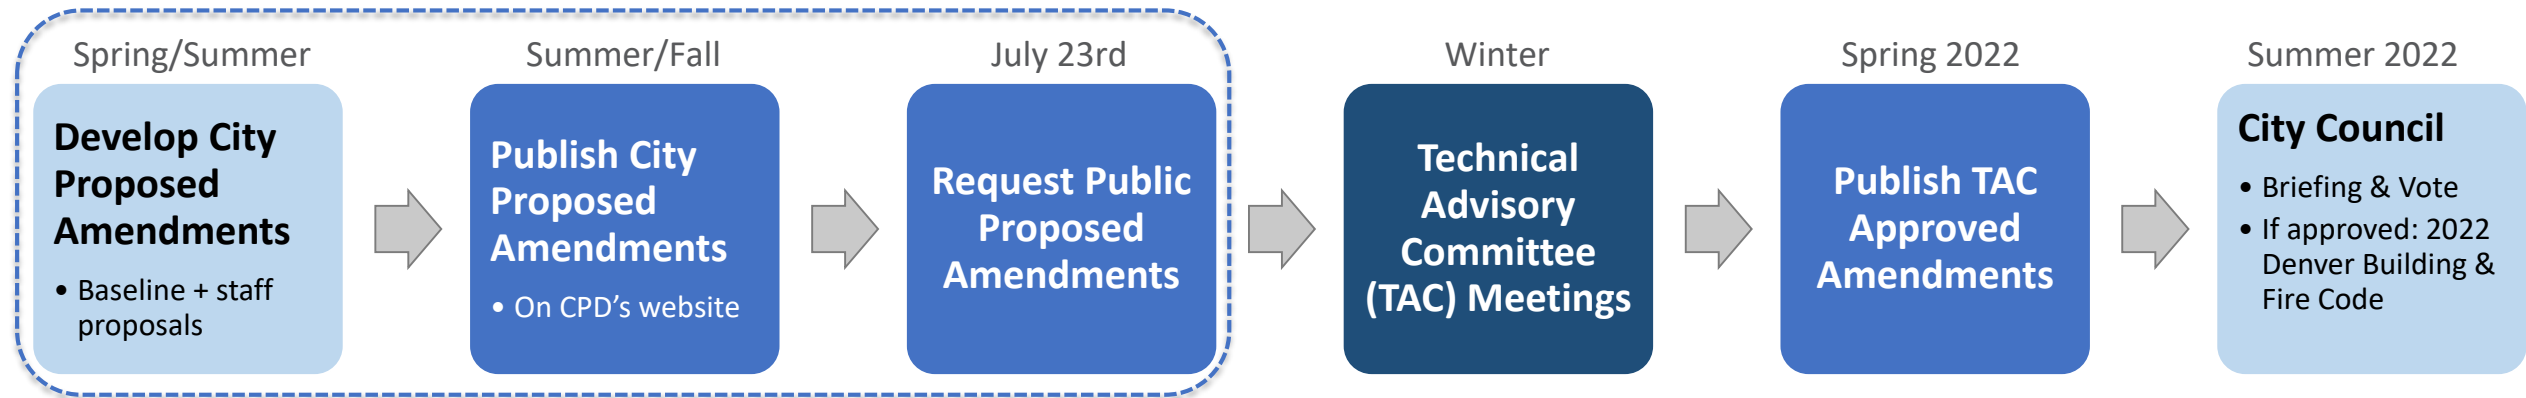 Spring/Summer
Develop City
Proposed
Amendments
• Baseline + staff
proposals
Summer/Fall
Publish City
Proposed
Amendments
• On CPD’s website
July 23rd
Request Public
Proposed
Amendments
Winter
Technical
Advisory
Committee
(TAC) Meetings
Spring 2022
Publish TAC
Approved
Amendments
Summer 2022
City Council
• Briefing & Vote
• If approved: 2022
Denver Building &
Fire Code